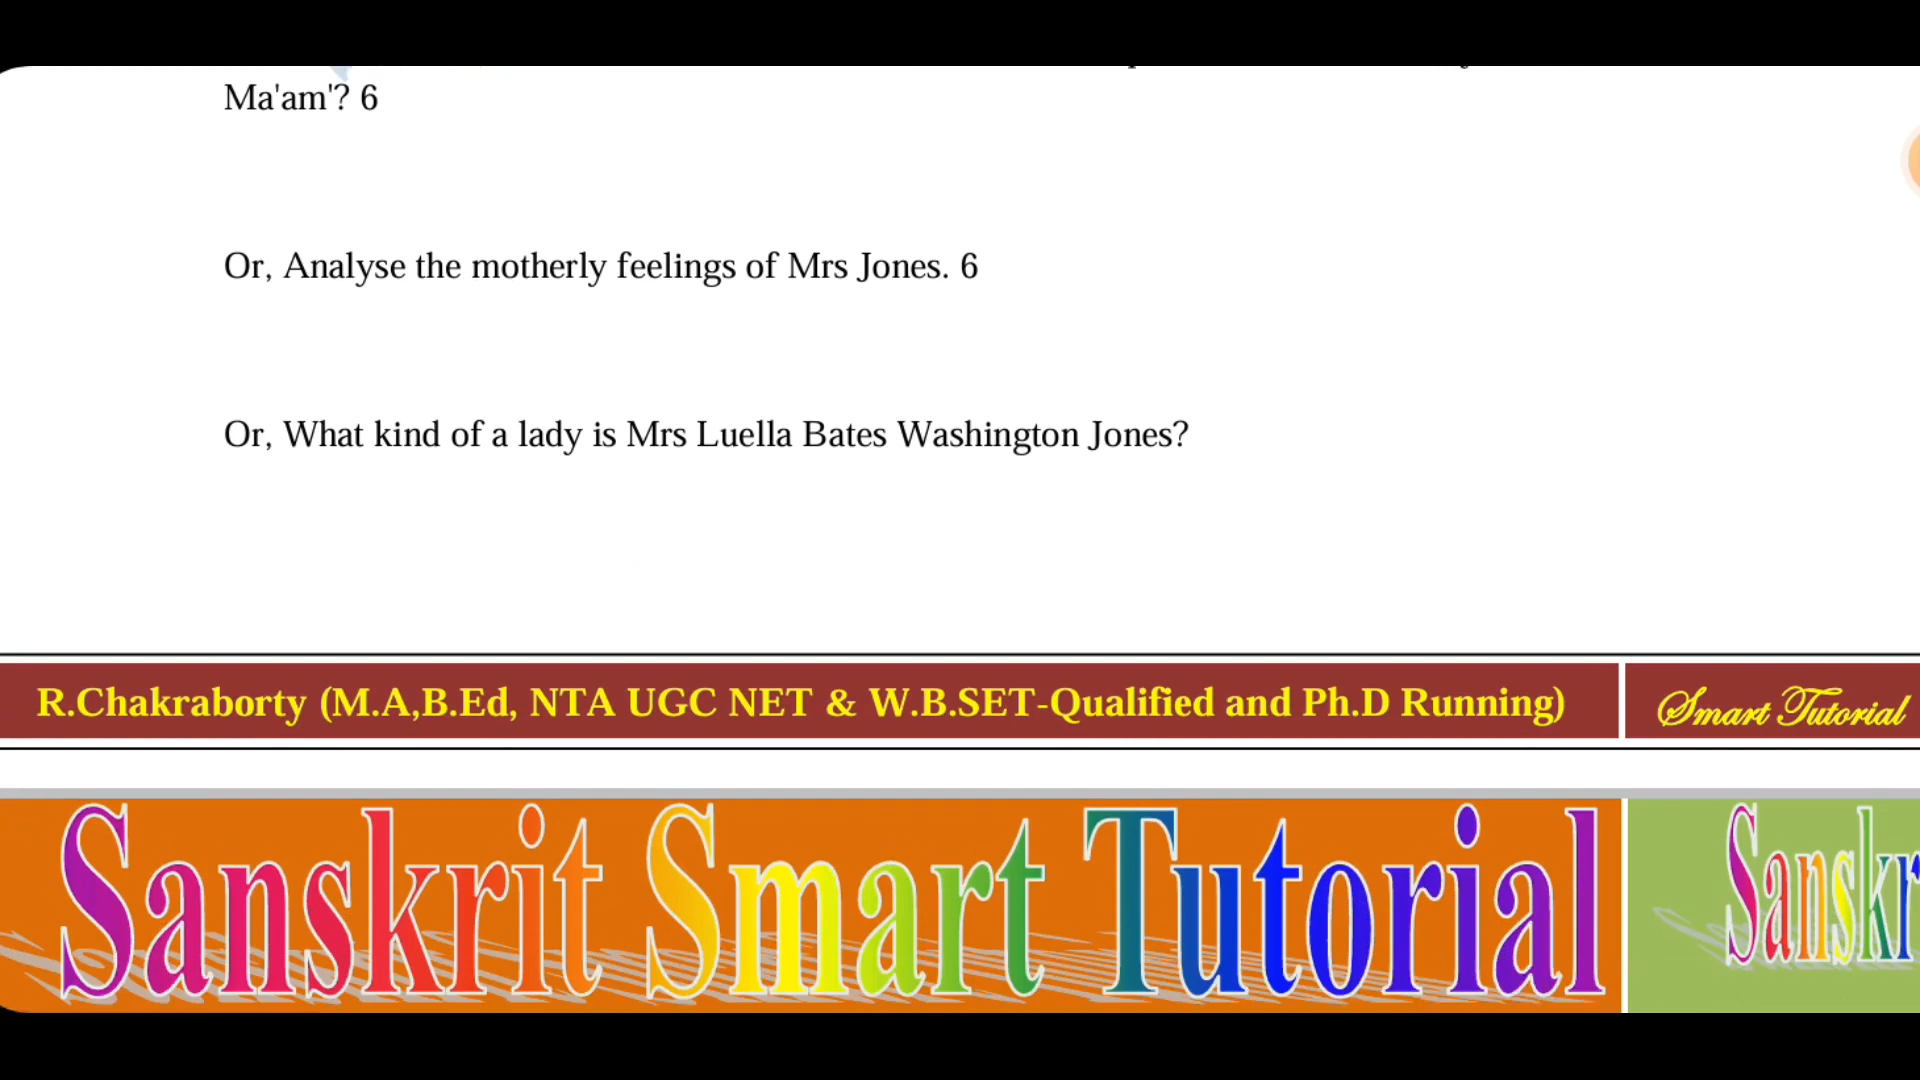 Ma'am'? 6
Or, Analyse the motherly feelings of Mrs Jones. 6
Or, What kind of a lady is Mrs Luella Bates Washington Jones?
R.Chakraborty (M.A,B.Ed, NTA UGC NET & W.B.SET-Qualified and Ph.D Running)
Smart Tutorial
Sanskrit Smart Tutorial
Sanskr